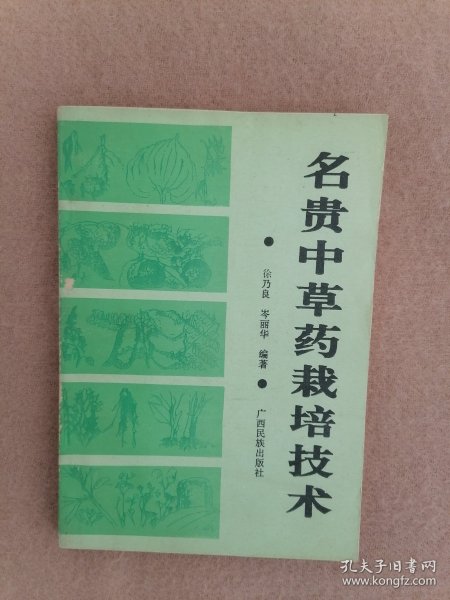 名贵中草药栽培技术
徐乃良 岑丽华 编著
广西民族出版社
孔夫子旧书网
www.kongfz.com